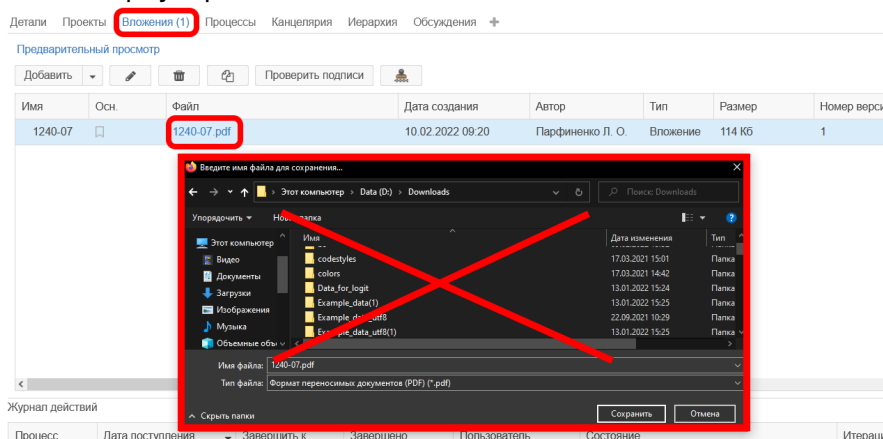 Детали Проекты Вложения (1) Процессы Канцелярия Иерархия Обсуждения
Предварительный просмотр
Добавить Проверить подписи
Имя Осн. Файл Дата создания Автор Тип Размер Номер верси
1240-07 1240-07.pdf 10.02.2022 09:20 Парфиненко Л. О. Вложение 114 Кб 1
Введите имя файла для сохранения...
Этот компьютер > Data (D:) > Downloads Поиск: Downloads
Упорядочить Новая папка
Имя Дата изменения Тип
Этот компьютер
Видео codestyles 17.03.2021 15:01 Папка
Документы colors 17.03.2021 14:42 Папка
Загрузки Data_for_logit 13.01.2022 15:24 Папка
Изображения Example_data(1) 13.01.2022 15:25 Папка
Музыка Example_data_utf8 22.09.2021 10:29 Папка
Объемные объ Example_data_utf8(1) 13.01.2022 15:25 Папка
Имя файла: 1240-07.pdf
Тип файла: Формат переносимых документов (PDF) (*.pdf)
Скрыть папки Сохранить Отмена
Журнал действий
Процесс Дата поступления Завершить к Завершено Пользователь Состояние Итераци